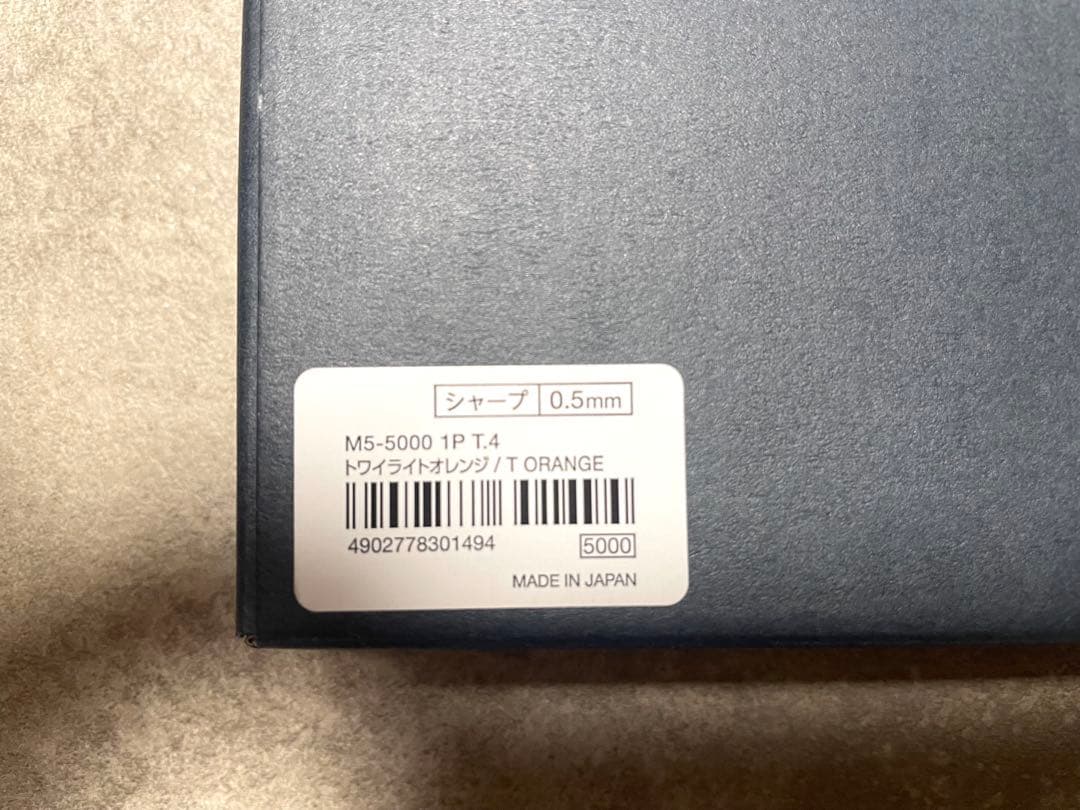 シャープ 0.5mm
M5-5000 1P T.4
トワイライトオレンジ / T ORANGE
4902778301494 5000
MADE IN JAPAN